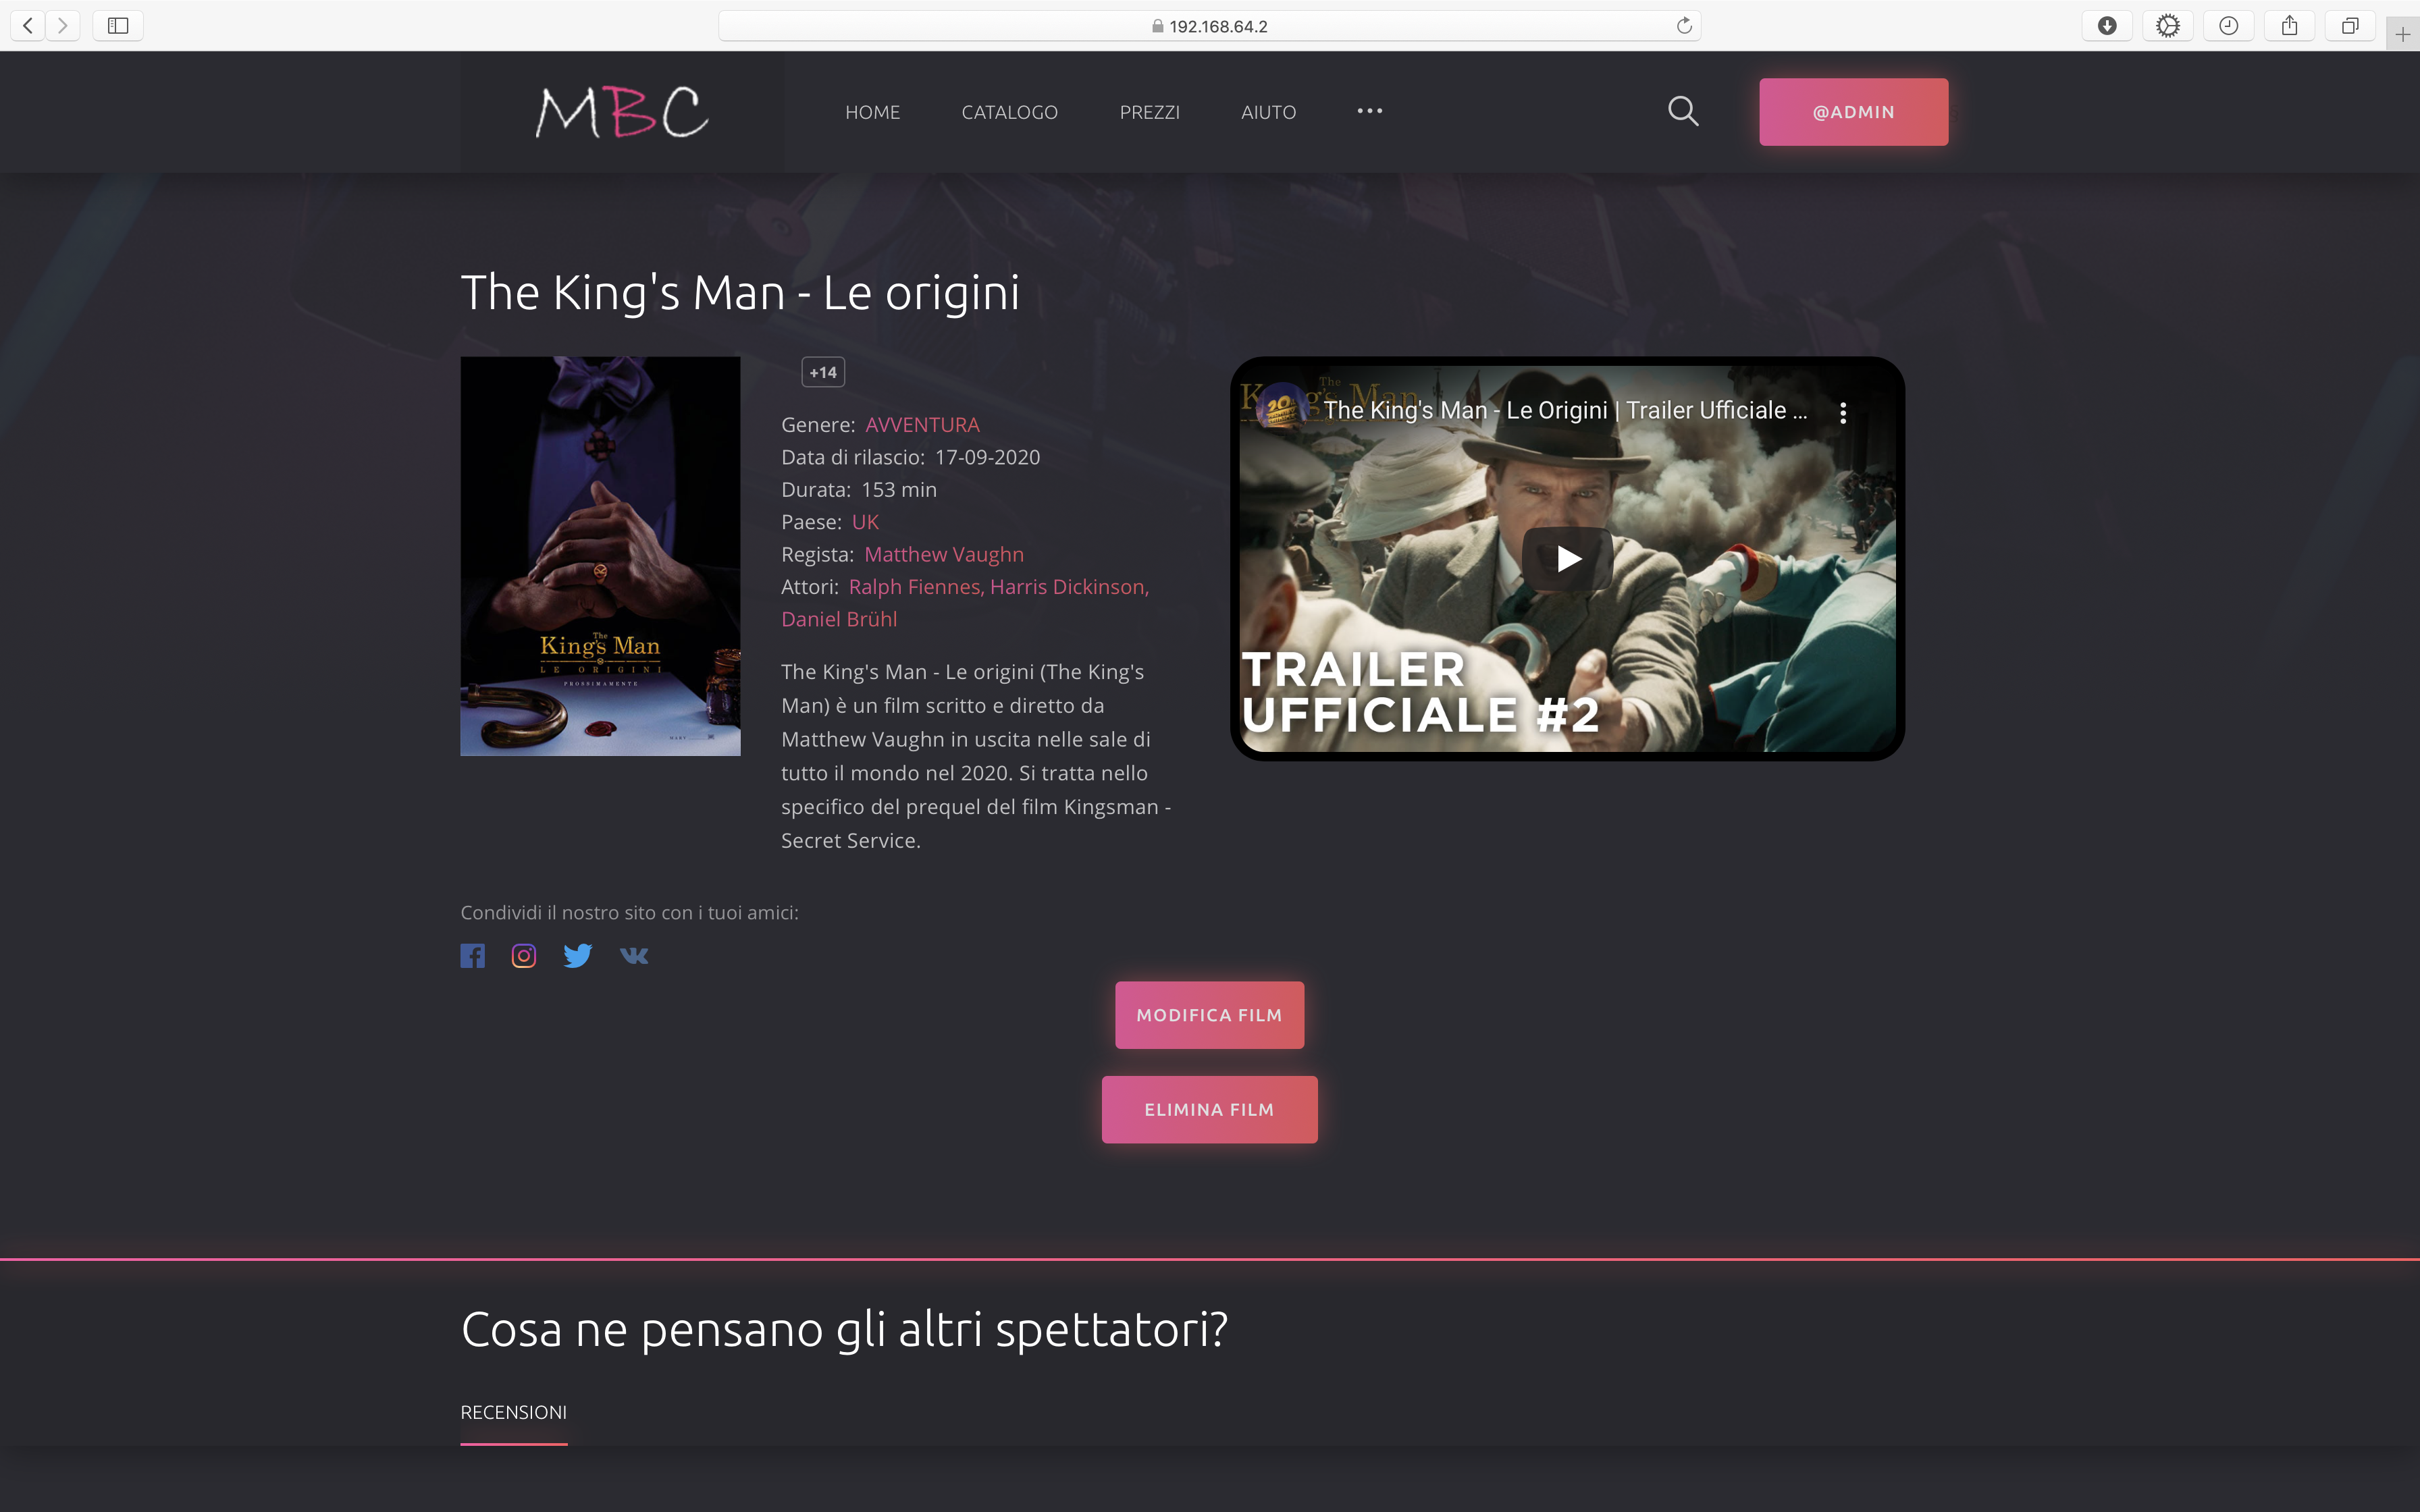 192.168.64.2
MBC
HOME
CATALOGO
PREZZI
AIUTO
@ADMIN
The King's Man - Le origini
The
King's Man
LE ORIGINI
PROSSIMAMENTE
+14
Genere: AVVENTURA
Data di rilascio: 17-09-2020
Durata: 153 min
Paese: UK
Regista: Matthew Vaughn
Attori: Ralph Fiennes, Harris Dickinson,
Daniel Brühl
The King's Man - Le origini (The King's
Man) è un film scritto e diretto da
Matthew Vaughn in uscita nelle sale di
tutto il mondo nel 2020. Si tratta nello
specifico del prequel del film Kingsman -
Secret Service.
The
King's Man
20
The King's Man - Le Origini | Trailer Ufficiale ...
TRAILER
UFFICIALE #2
Condividi il nostro sito con i tuoi amici:
MODIFICA FILM
ELIMINA FILM
Cosa ne pensano gli altri spettatori?
RECENSIONI